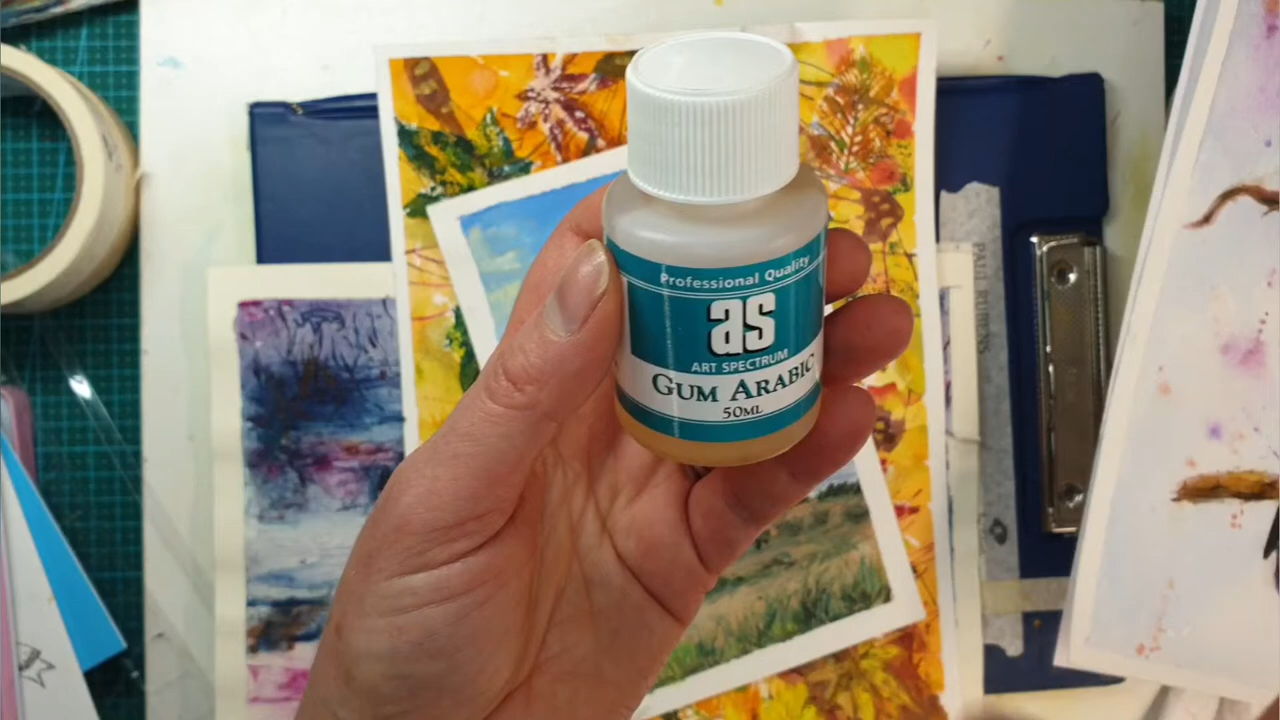 Professional Quality
as
ART SPECTRUM
GUM ARABIC
50ML
PAUL RUBENS